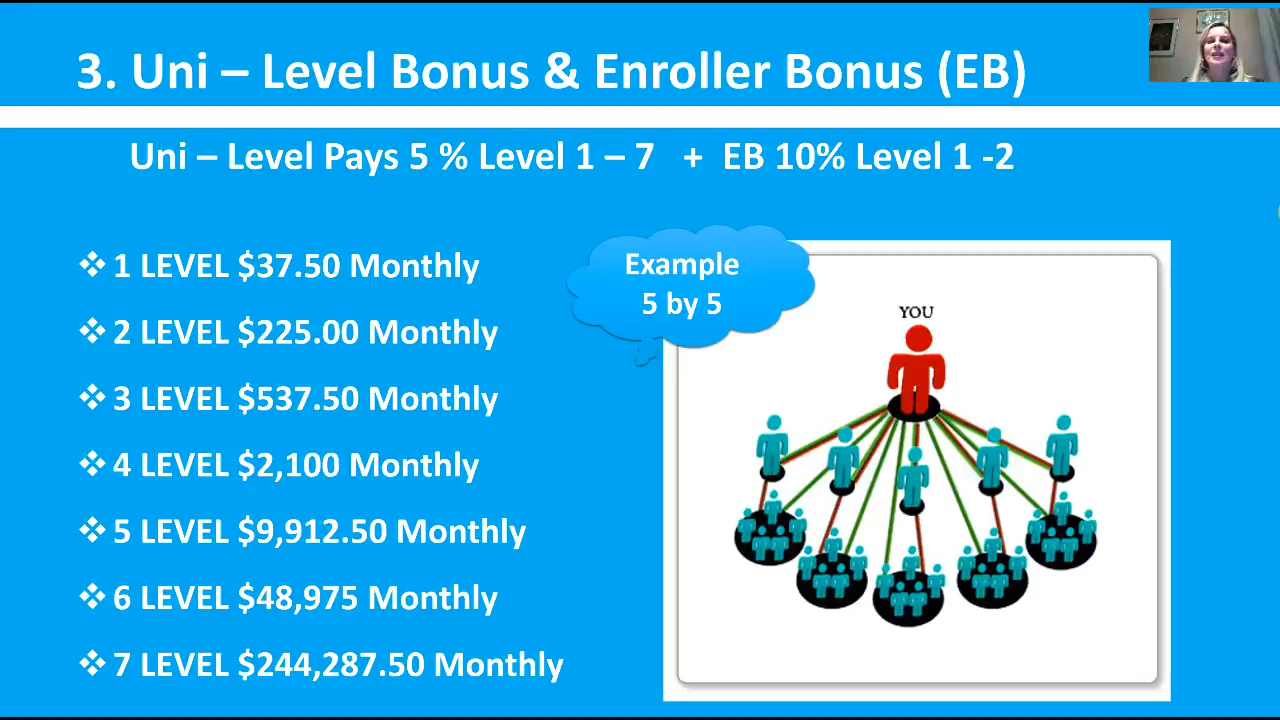 3. Uni – Level Bonus & Enroller Bonus (EB)
Uni – Level Pays 5 % Level 1 – 7 + EB 10% Level 1 -2
1 LEVEL $37.50 Monthly
2 LEVEL $225.00 Monthly
3 LEVEL $537.50 Monthly
4 LEVEL $2,100 Monthly
5 LEVEL $9,912.50 Monthly
6 LEVEL $48,975 Monthly
7 LEVEL $244,287.50 Monthly
Example
5 by 5
YOU